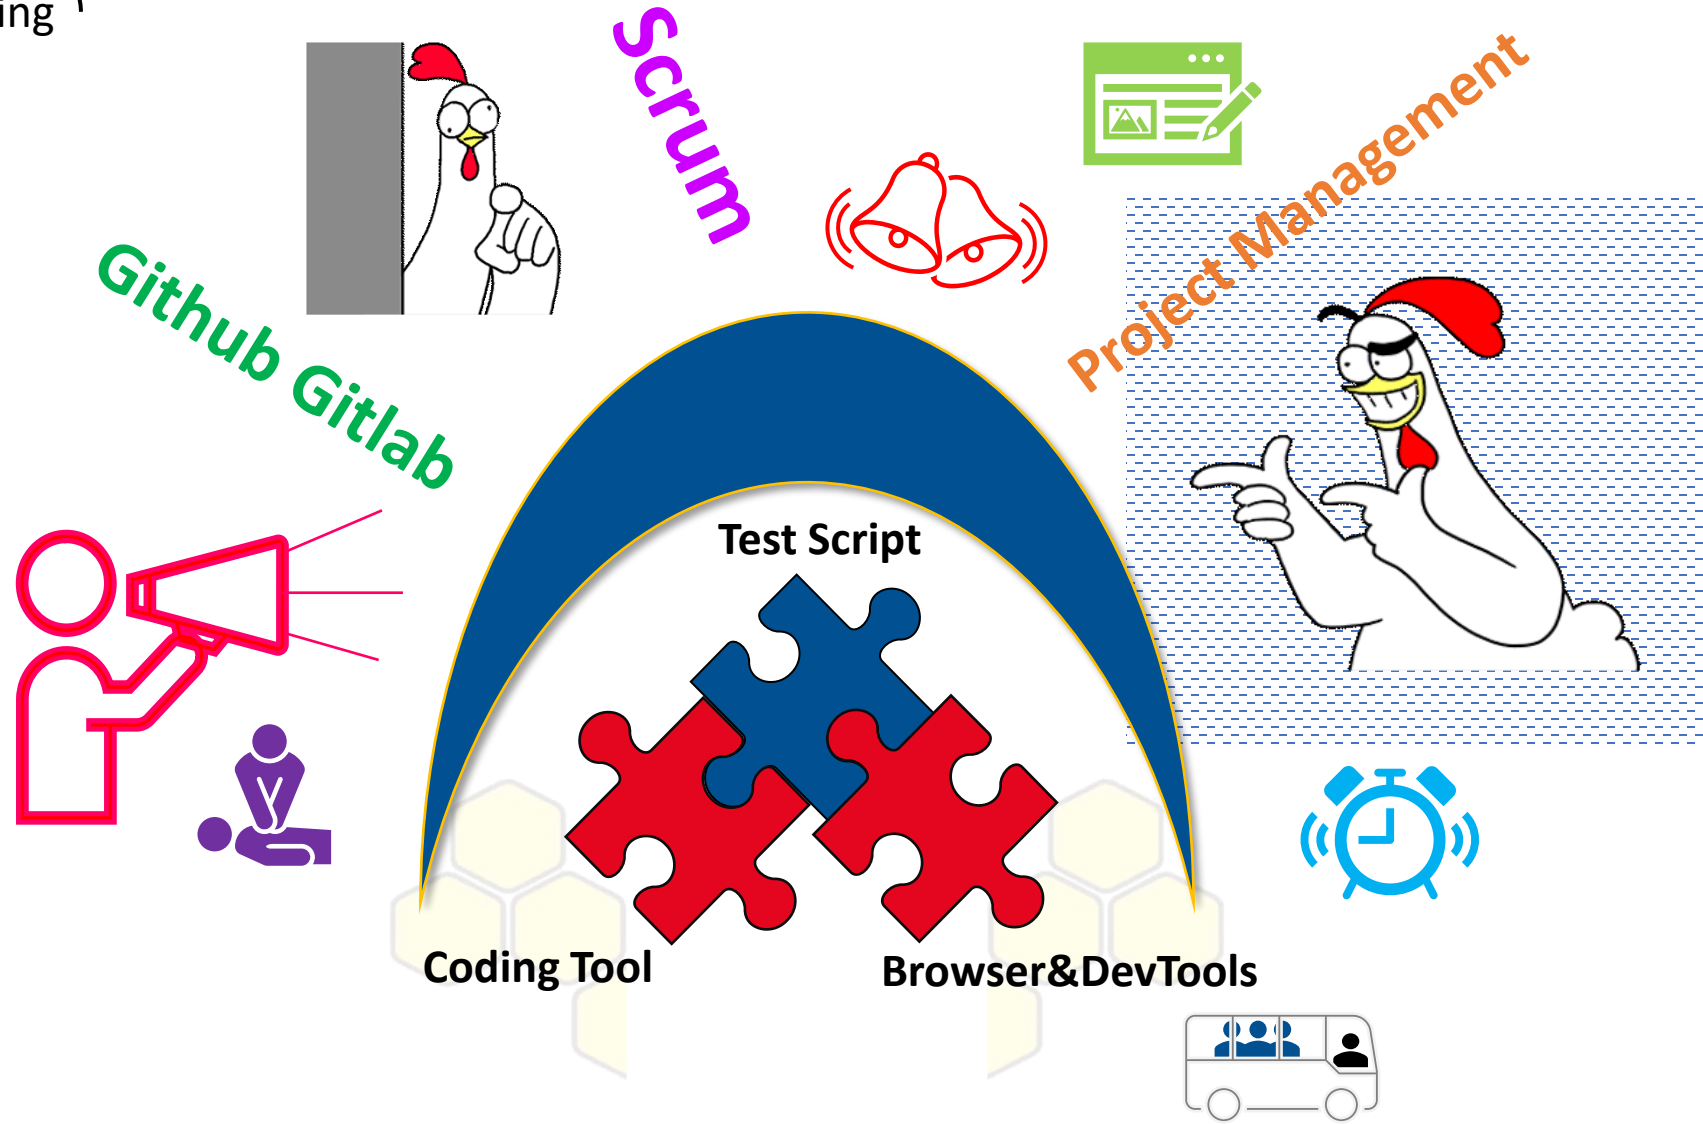 ing
Scrum
Project Management
Github Gitlab
Test Script
Coding Tool
Browser&DevTools